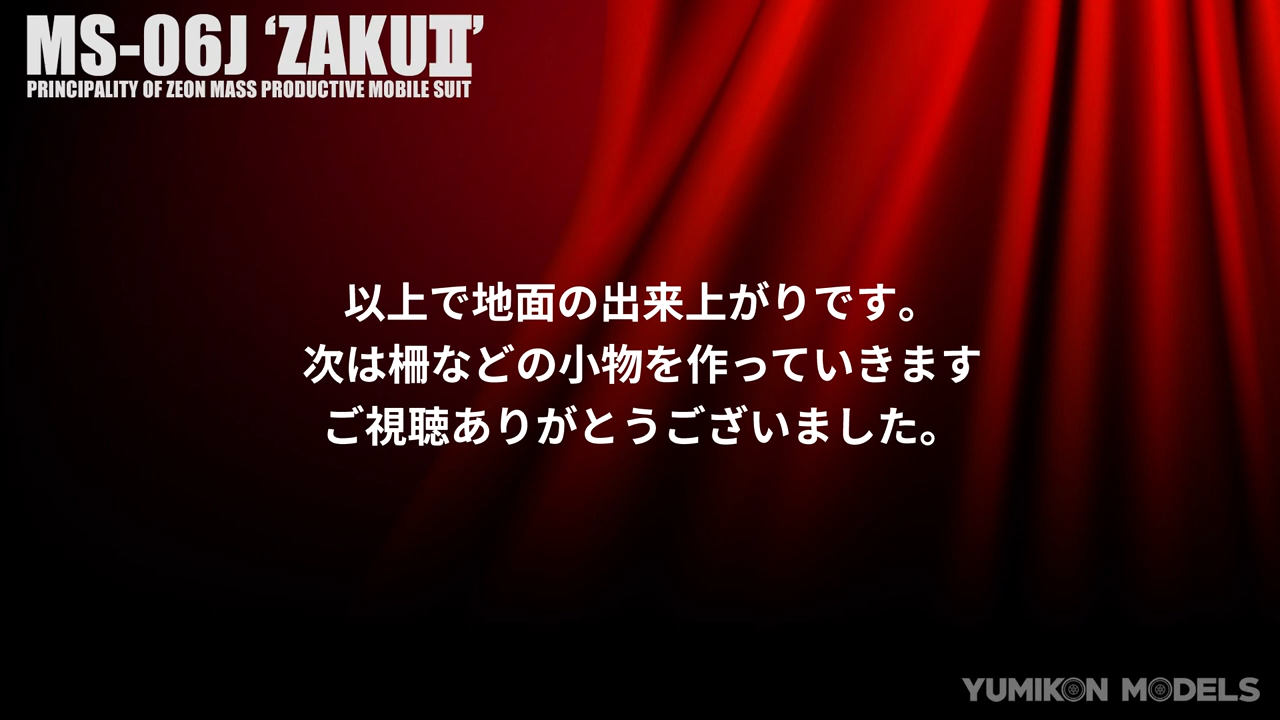 MS-06J ‘ZAKUⅡ’
PRINCIPALITY OF ZEON MASS PRODUCTIVE MOBILE SUIT
以上で地面の出来上がりです。
次は柵などの小物を作っていきます
ご視聴ありがとうございました。
YUMIKON MODELS